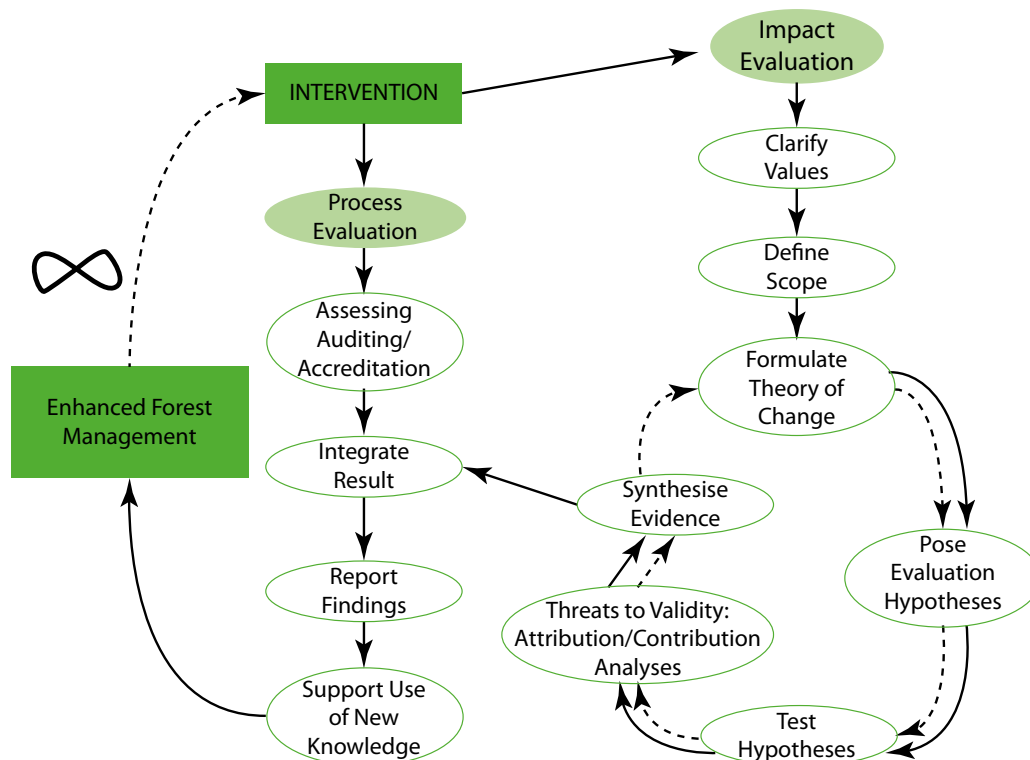 Impact
Evaluation
INTERVENTION
Clarify
Values
Process
Evaluation
Define
Scope
Assessing
Auditing/
Accreditation
Formulate
Theory of
Change
Enhanced Forest
Management
Integrate
Result
Synthesise
Evidence
Pose
Evaluation
Hypotheses
Report
Findings
Threats to Validity:
Attribution/Contribution
Analyses
Support Use
of New
Knowledge
Test
Hypotheses